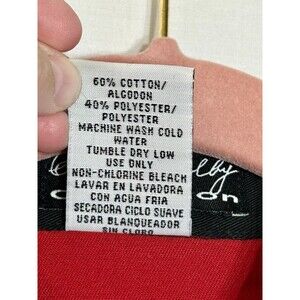 60% COTTON/
ALGODON
40% POLYESTER/
POLYESTER
MACHINE WASH COLD
WATER
TUMBLE DRY LOW
USE ONLY
NON-CHLORINE BLEACH
LAVAR EN LAVADORA
CON AGUA FRIA
SECADORA CICLO SUAVE
USAR BLANQUEADOR
SIN CLORO
by